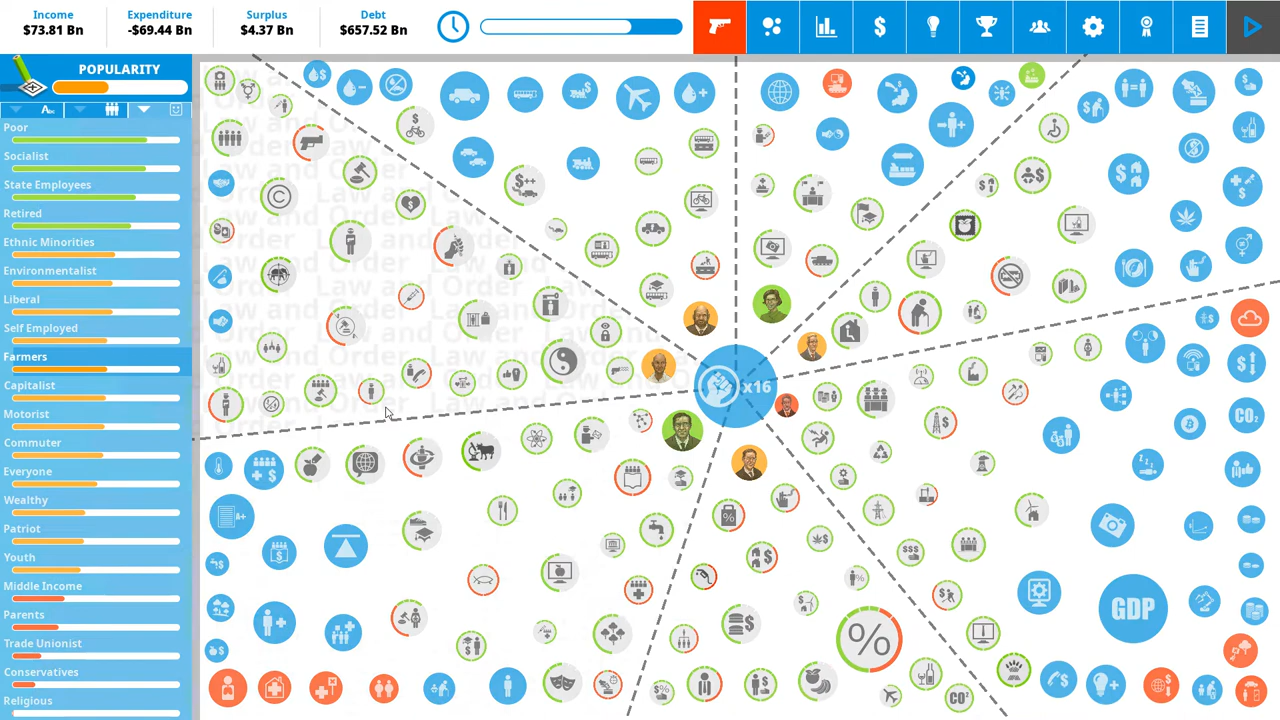 Income
$73.81 Bn
Expenditure
-$69.44 Bn
Surplus
$4.37 Bn
Debt
$657.52 Bn
POPULARITY
Poor
Socialist
State Employees
Retired
Ethnic Minorities
Environmentalist
Liberal
Self Employed
Farmers
Capitalist
Motorist
Commuter
Everyone
Wealthy
Patriot
Youth
Middle Income
Parents
Trade Unionist
Conservatives
Religious
Law and Order
x16
GDP
CO2
CO2
A+